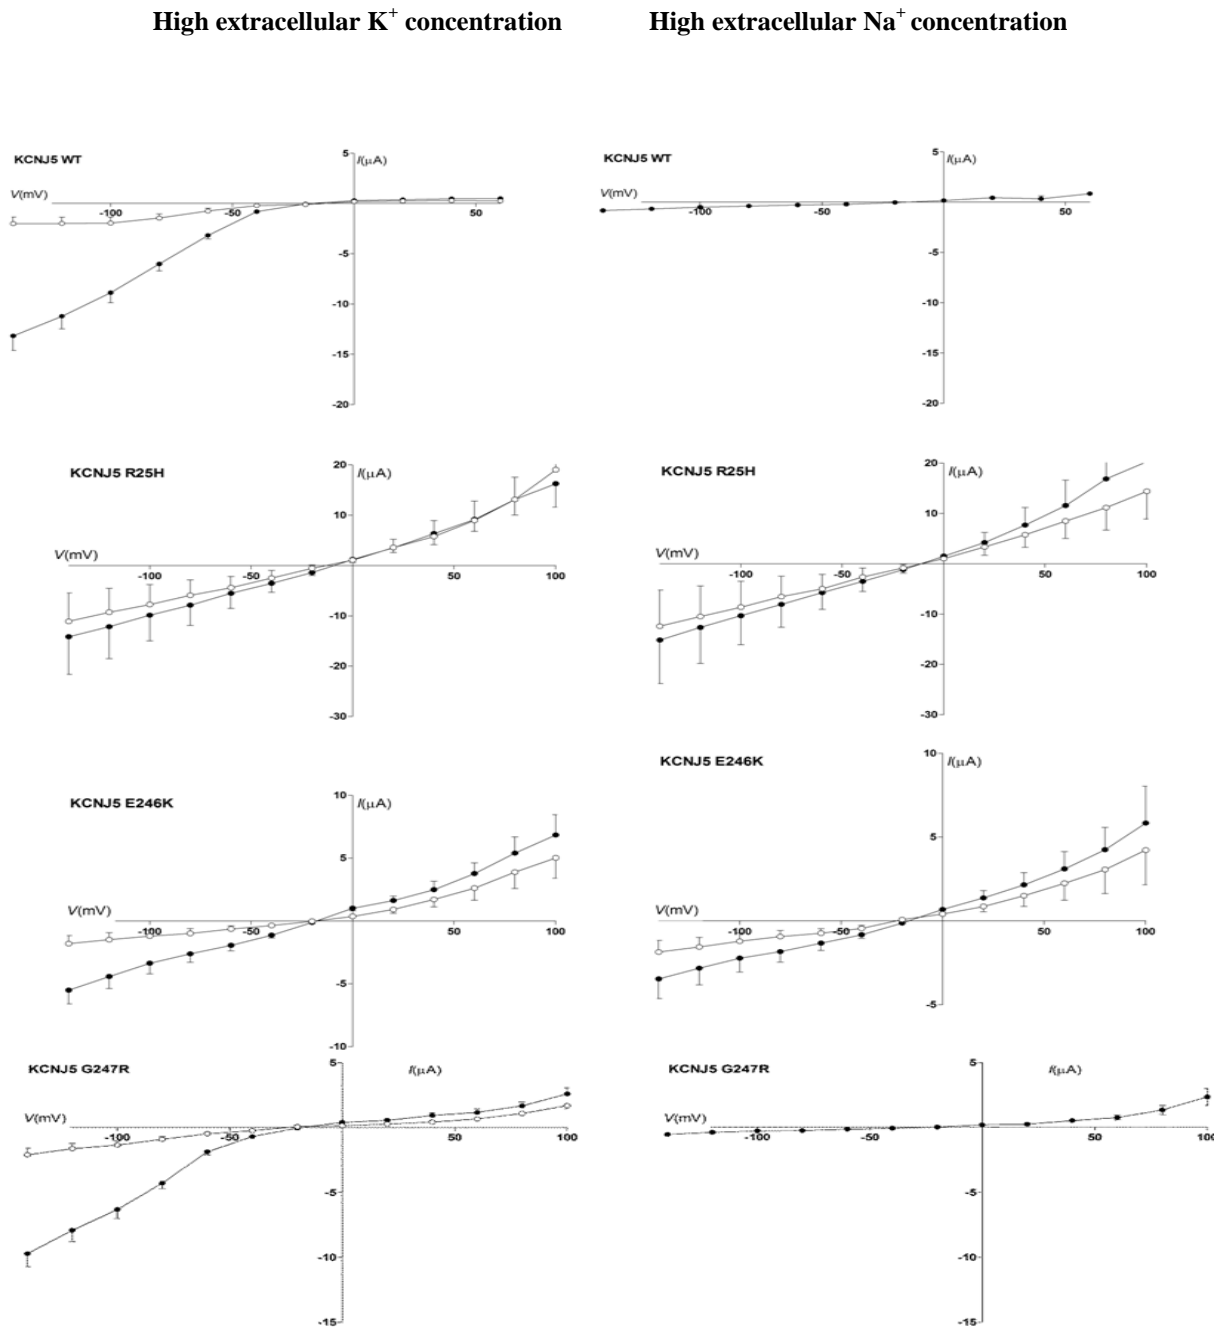 High extracellular K+ concentration High extracellular Na+ concentration
KCNJ5 WT
5
I(µA)
V(mV)
-100
-50
50
-5
-10
-15
-20
KCNJ5 WT
5
I(µA)
V(mV)
-100
-50
50
-5
-10
-15
-20
KCNJ5 R25H
20
I(µA)
10
V(mV)
-100
-50
50
100
-10
-20
-30
KCNJ5 R25H
20
I(µA)
10
V(mV)
-100
-50
50
100
-10
-20
-30
KCNJ5 E246K
10
I(µA)
5
V(mV)
-100
-50
50
100
-5
-10
KCNJ5 E246K
10
I(µA)
5
V(mV)
-100
-50
50
100
-5
KCNJ5 G247R
5
I(µA)
V(mV)
-100
-50
50
100
-5
-10
-15
KCNJ5 G247R
5
I(µA)
V(mV)
-100
-50
50
100
-5
-10
-15